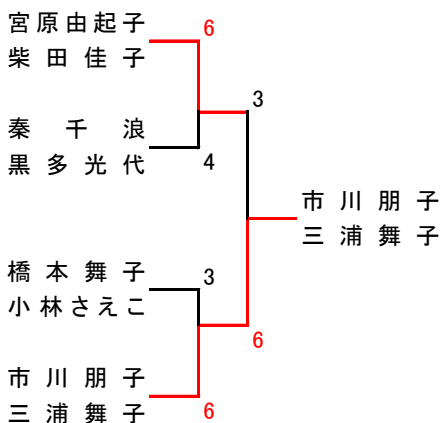 宮原由起子
柴田佳子
6
3
秦千浪
黒多光代
4
市川朋子
三浦舞子
橋本舞子
小林さえこ
3
6
市川朋子
三浦舞子
6